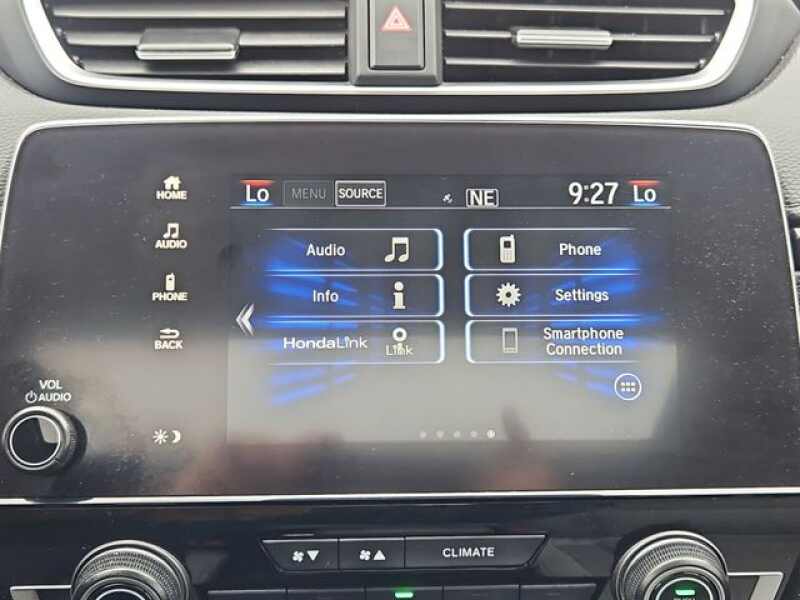 HOME
AUDIO
PHONE
BACK
VOL
AUDIO
Lo MENU SOURCE NE 9:27 Lo
Audio Phone
Info Settings
HondaLink Link Smartphone
Connection
CLIMATE